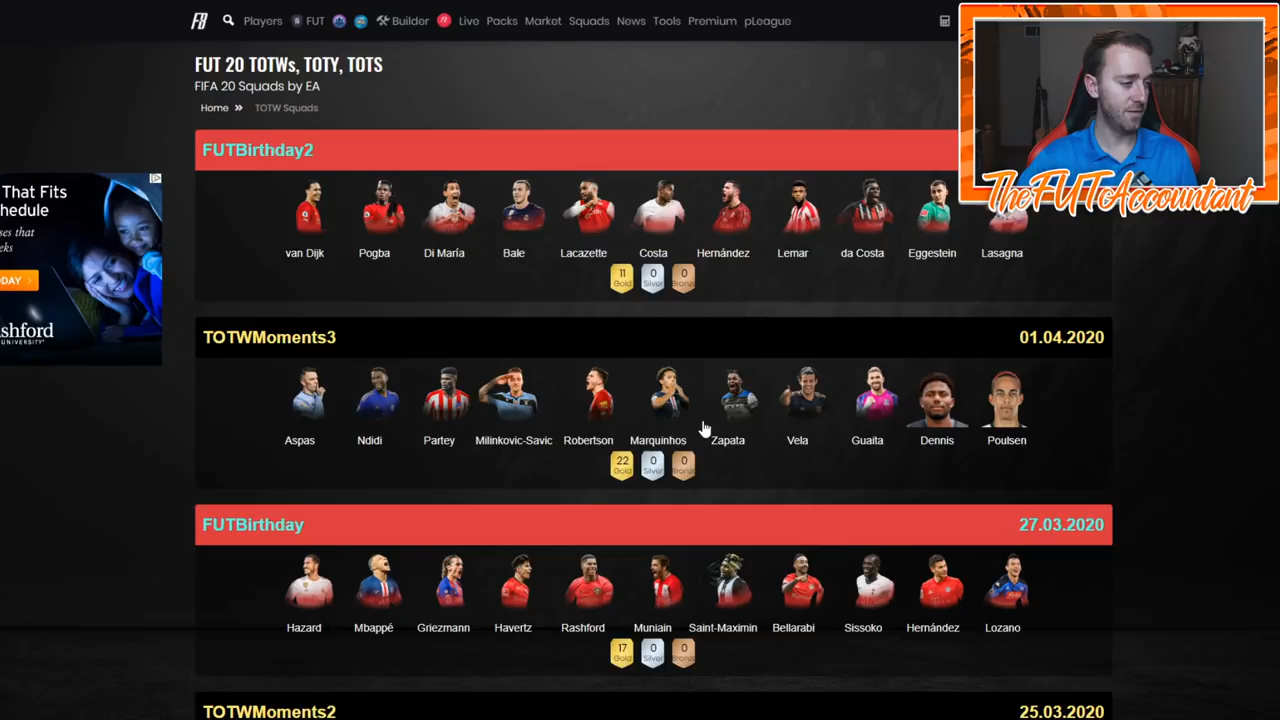 FB Players FUT Builder Live Packs Market Squads News Tools Premium pLeague
FUT 20 TOTWs, TOTY, TOTS
FIFA 20 Squads by EA
Home » TOTW Squads
TheFUTAccountant
That Fits
hedule
ses that
eks
ODAY >
shford
UNIVERSITY
FUTBirthday2
van Dijk Pogba Di María Bale Lacazette Costa Hernández Lemar da Costa Eggestein Lasagna
11 0 0
Gold Silver Bronze
TOTWMoments3 01.04.2020
Aspas Ndidi Partey Milinkovic-Savic Robertson Marquinhos Zapata Vela Guaita Dennis Poulsen
22 0 0
Gold Silver Bronze
FUTBirthday 27.03.2020
Hazard Mbappé Griezmann Havertz Rashford Muniain Saint-Maximin Bellarabi Sissoko Hernández Lozano
17 0 0
Gold Silver Bronze
TOTWMoments2 25.03.2020